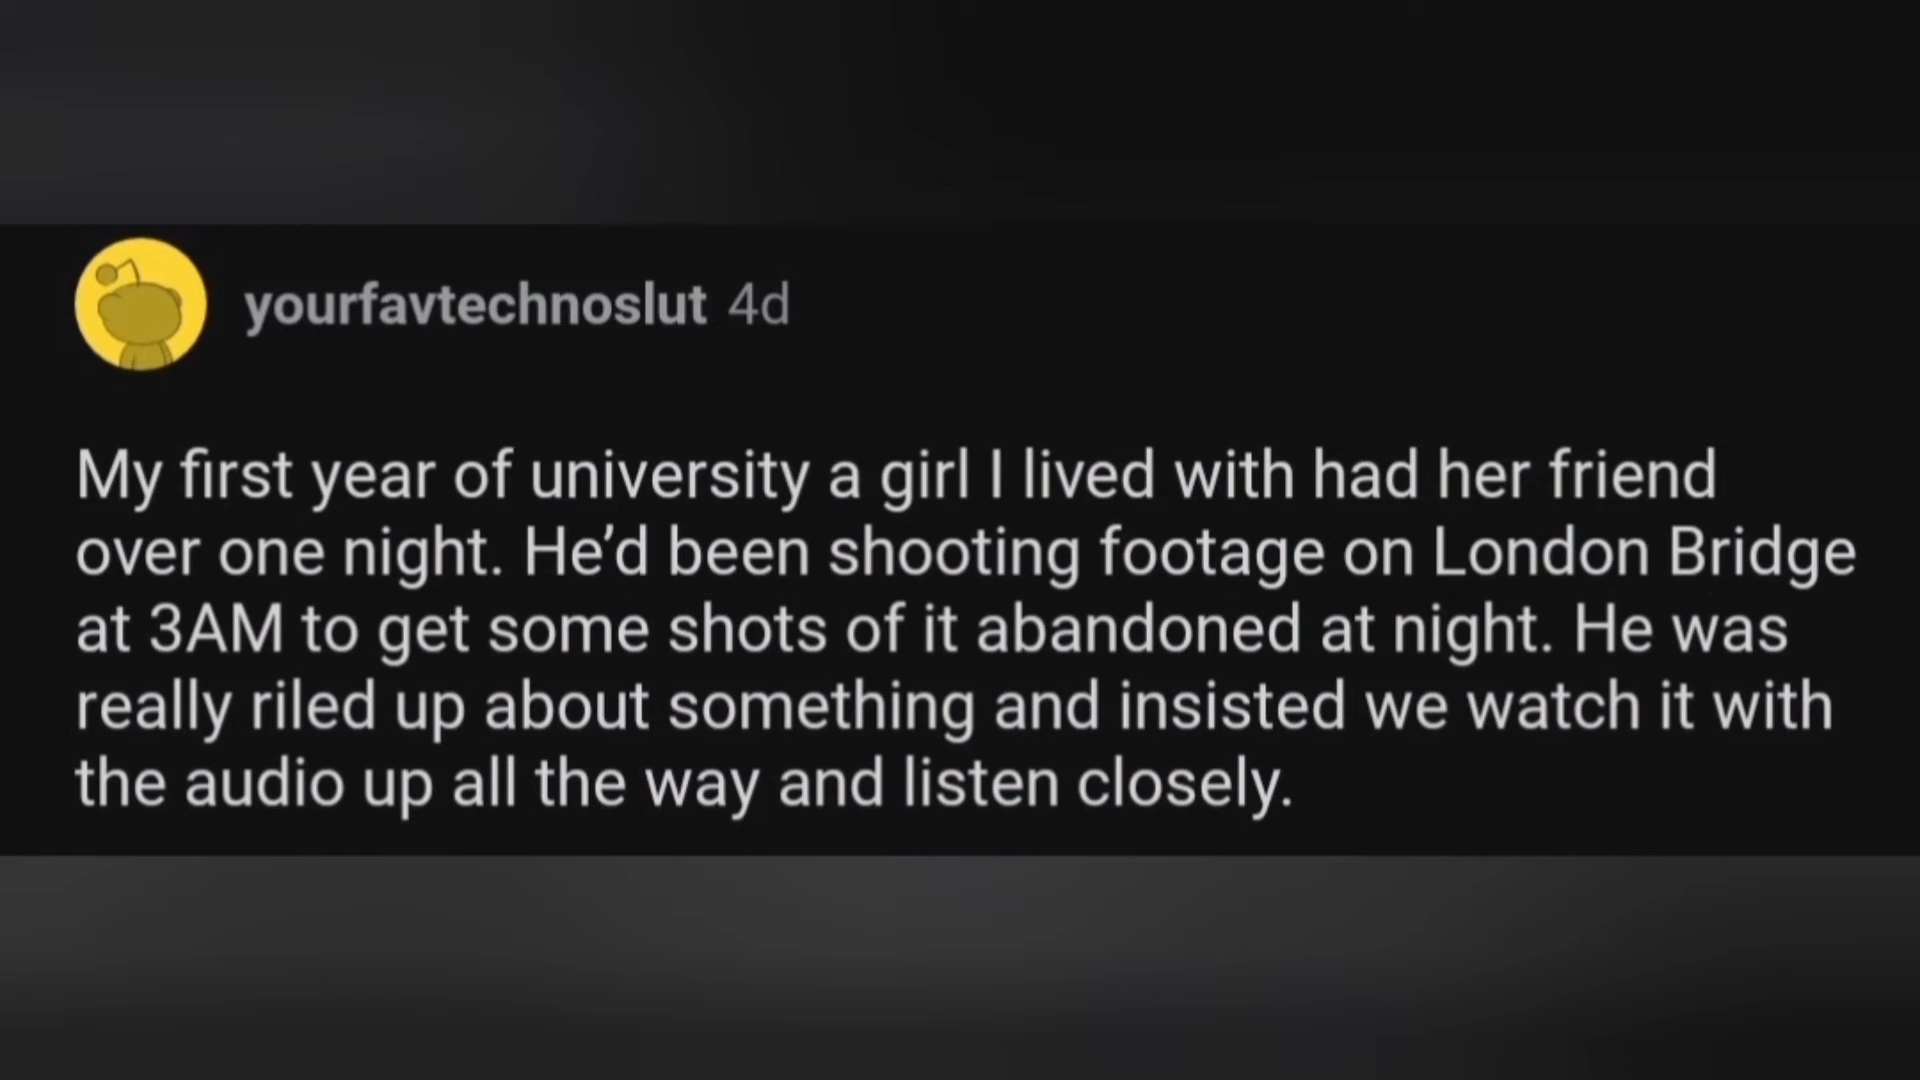 yourfavtechnoslut 4d
My first year of university a girl I lived with had her friend
over one night. He’d been shooting footage on London Bridge
at 3AM to get some shots of it abandoned at night. He was
really riled up about something and insisted we watch it with
the audio up all the way and listen closely.